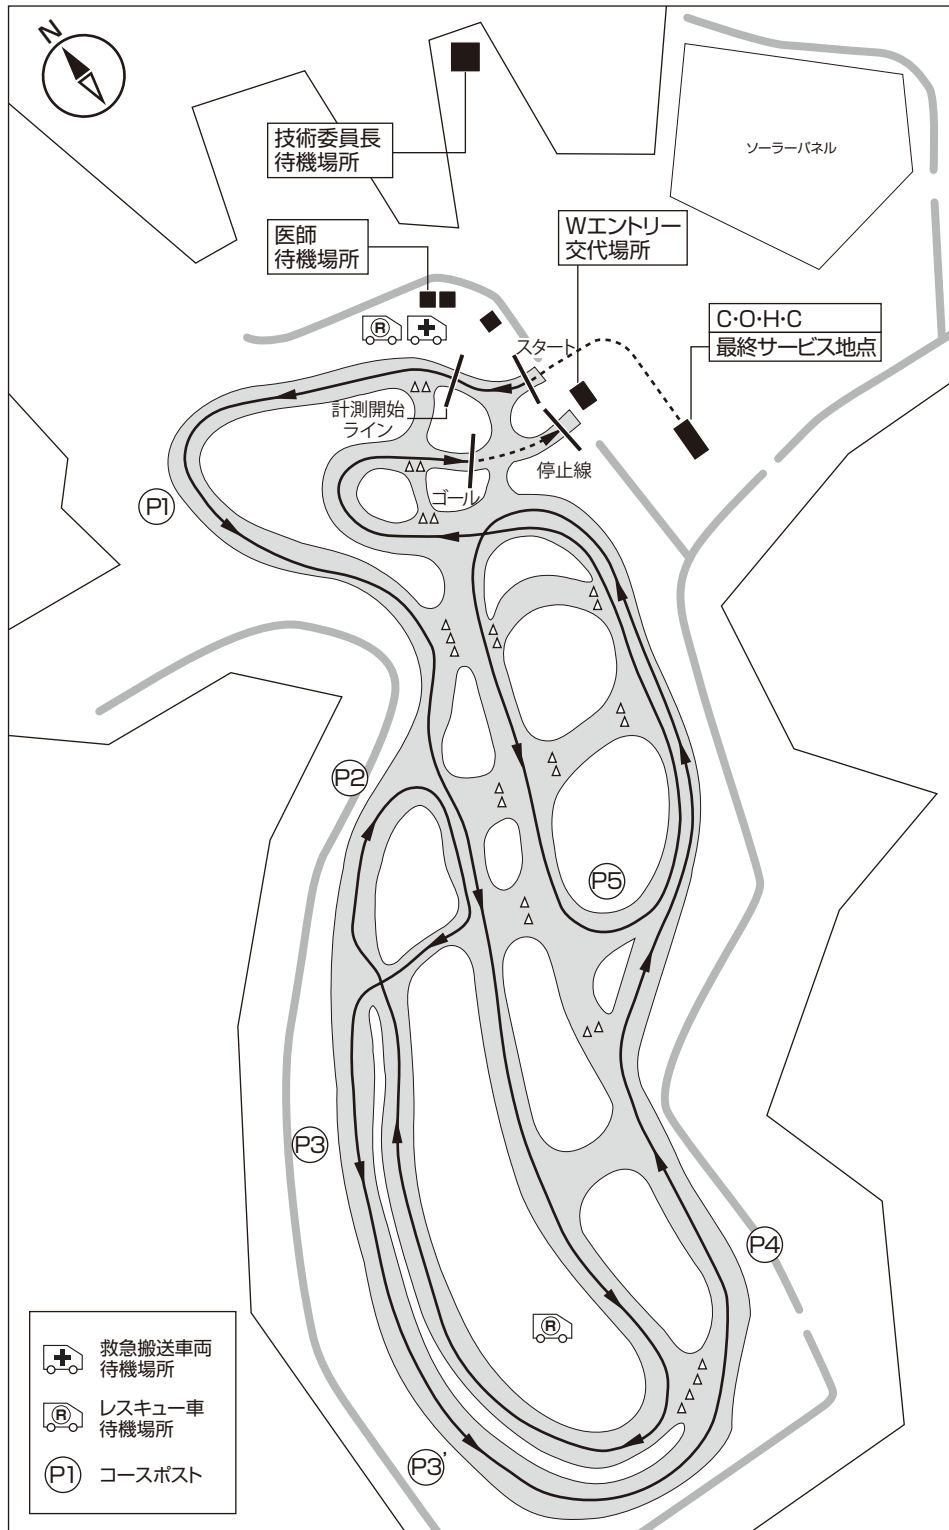 N
技術委員長
待機場所
ソーラーパネル
医師
待機場所
Wエントリー
交代場所
C・O・H・C
最終サービス地点
R
スタート
計測開始
ライン
停止線
ゴール
P1
P2
P5
P3
P4
R
P3'
救急搬送車両
待機場所
R
レスキュー車
待機場所
P1
コースポスト